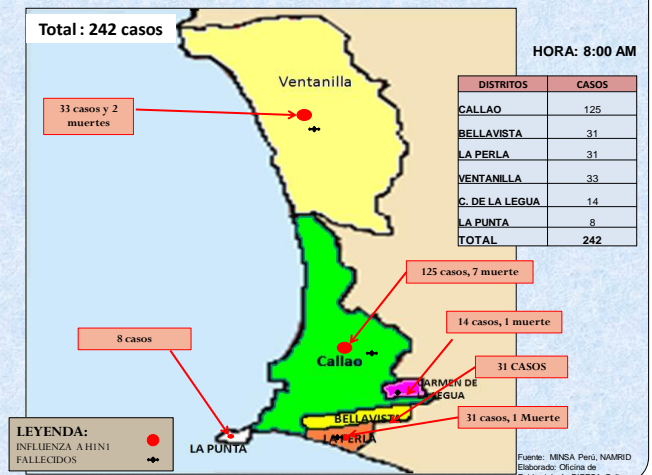 Total : 242 casos
HORA: 8:00 AM
Ventanilla
33 casos y 2
muertes
DISTRITOS CASOS
CALLAO 125
BELLAVISTA 31
LA PERLA 31
VENTANILLA 33
C. DE LA LEGUA 14
LA PUNTA 8
TOTAL 242
125 casos, 7 muerte
14 casos, 1 muerte
8 casos
31 CASOS
Callao
CARMEN DE
LA LEGUA
31 casos, 1 Muerte
BELLAVISTA
LA PERLA
LA PUNTA
LEYENDA:
INFLUENZA A H1N1
FALLECIDOS
Fuente: MINSA Perú, NAMRID
Elaborado: Oficina de